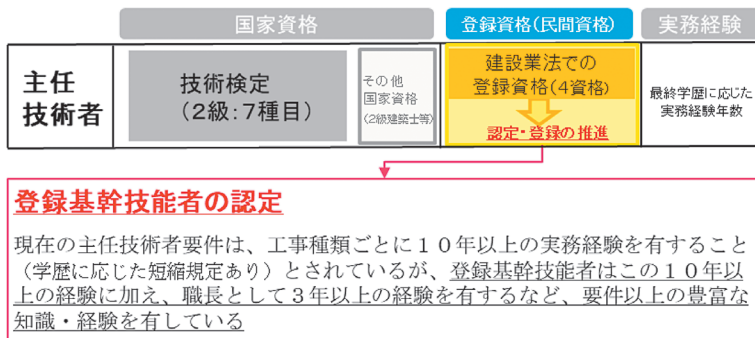 国家資格
登録資格(民間資格)
実務経験
主任
技術者
技術検定
(2級:7種目)
その他
国家資格
(2級建築士等)
建設業法での
登録資格(4資格)
認定・登録の推進
最終学歴に応じた
実務経験年数
登録基幹技能者の認定
現在の主任技術者要件は、工事種類ごとに10年以上の実務経験を有すること
(学歴に応じた短縮規定あり)とされているが、登録基幹技能者はこの10年以
上の経験に加え、職長として3年以上の経験を有するなど、要件以上の豊富な
知識・経験を有している